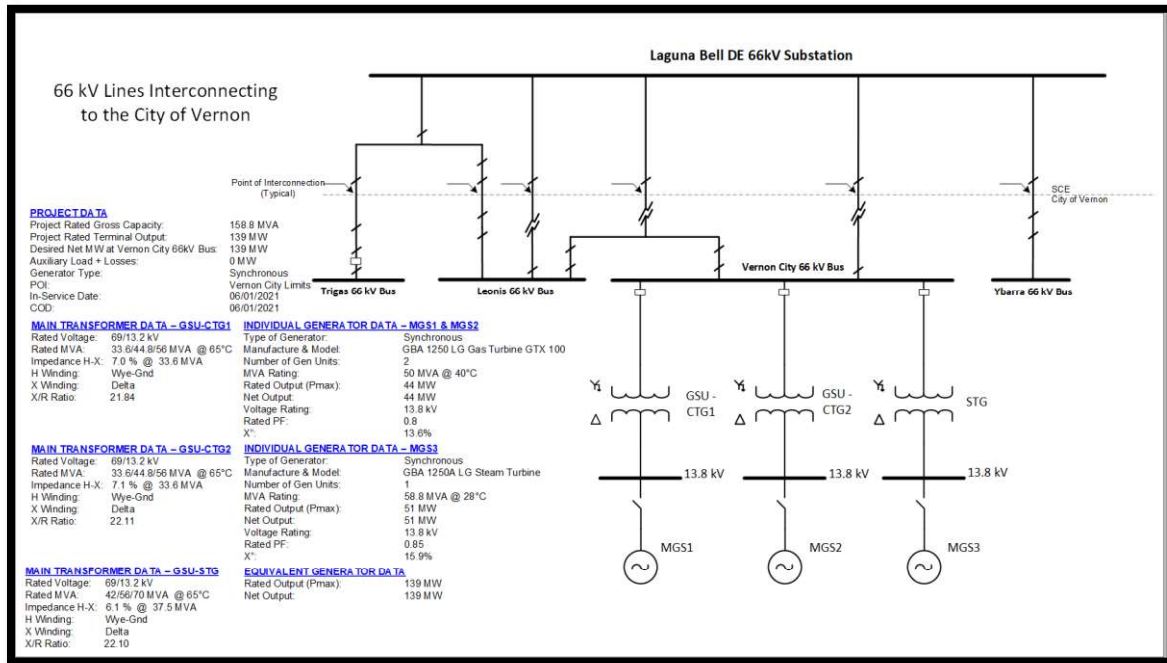 Laguna Bell DE 66kV Substation
66 kV Lines Interconnecting
to the City of Vernon
Point of Interconnection
(Typical)
SCE
City of Vernon
PROJECT DATA
Project Rated Gross Capacity: 158.8 MVA
Project Rated Terminal Output: 139 MW
Desired Net MW at Vernon City 66kV Bus: 139 MW
Auxiliary Load + Losses: 0 MW
Generator Type: Synchronous
POI: Vernon City Limits
In-Service Date: 06/01/2021
COD: 06/01/2021
Trigas 66 kV Bus
Leonis 66 kV Bus
Vernon City 66 kV Bus
Ybarra 66 kV Bus
MAIN TRANSFORMER DATA – GSU-CTG1
Rated Voltage: 69/13.2 kV
Rated MVA: 33.6/44.8/56 MVA @ 65°C
Impedance H-X: 7.0 % @ 33.6 MVA
H Winding: Wye-Gnd
X Winding: Delta
X/R Ratio: 21.84
INDIVIDUAL GENERATOR DATA – MGS1 & MGS2
Type of Generator: Synchronous
Manufacture & Model: GBA 1250 LG Gas Turbine GTX 100
Number of Gen Units: 2
MVA Rating: 50 MVA @ 40°C
Rated Output (Pmax): 44 MW
Net Output: 44 MW
Voltage Rating: 13.8 kV
Rated PF: 0.8
X": 13.6%
MAIN TRANSFORMER DATA – GSU-CTG2
Rated Voltage: 69/13.2 kV
Rated MVA: 33.6/44.8/56 MVA @ 65°C
Impedance H-X: 7.1 % @ 33.6 MVA
H Winding: Wye-Gnd
X Winding: Delta
X/R Ratio: 22.11
INDIVIDUAL GENERATOR DATA – MGS3
Type of Generator: Synchronous
Manufacture & Model: GBA 1250A LG Steam Turbine
Number of Gen Units: 1
MVA Rating: 58.8 MVA @ 28°C
Rated Output (Pmax): 51 MW
Net Output: 51 MW
Voltage Rating: 13.8 kV
Rated PF: 0.85
X": 15.9%
MAIN TRANSFORMER DATA – GSU-STG
Rated Voltage: 69/13.2 kV
Rated MVA: 42/56/70 MVA @ 65°C
Impedance H-X: 6.1 % @ 37.5 MVA
H Winding: Wye-Gnd
X Winding: Delta
X/R Ratio: 22.10
EQUIVALENT GENERATOR DATA
Rated Output (Pmax): 139 MW
Net Output: 139 MW
GSU -
CTG1
GSU -
CTG2
STG
13.8 kV
13.8 kV
13.8 kV
MGS1
MGS2
MGS3